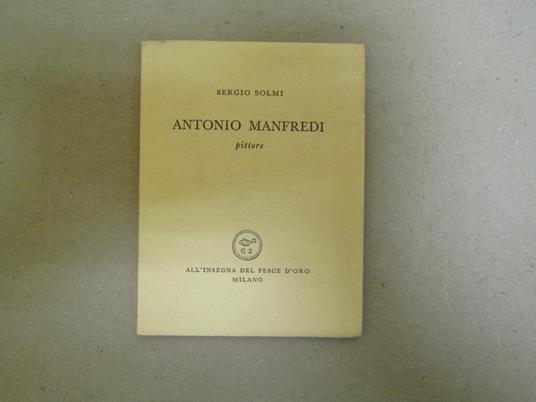 SERGIO SOLMI
ANTONIO MANFREDI
pittore
ALL'INSEGNA DEL PESCE D'ORO
MILANO